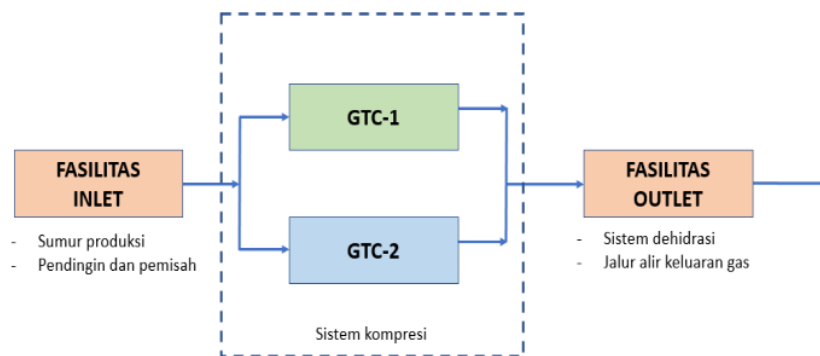 GTC-1
FASILITAS
INLET
- Sumur produksi
- Pendingin dan pemisah
GTC-2
Sistem kompresi
FASILITAS
OUTLET
- Sistem dehidrasi
- Jalur alir keluaran gas